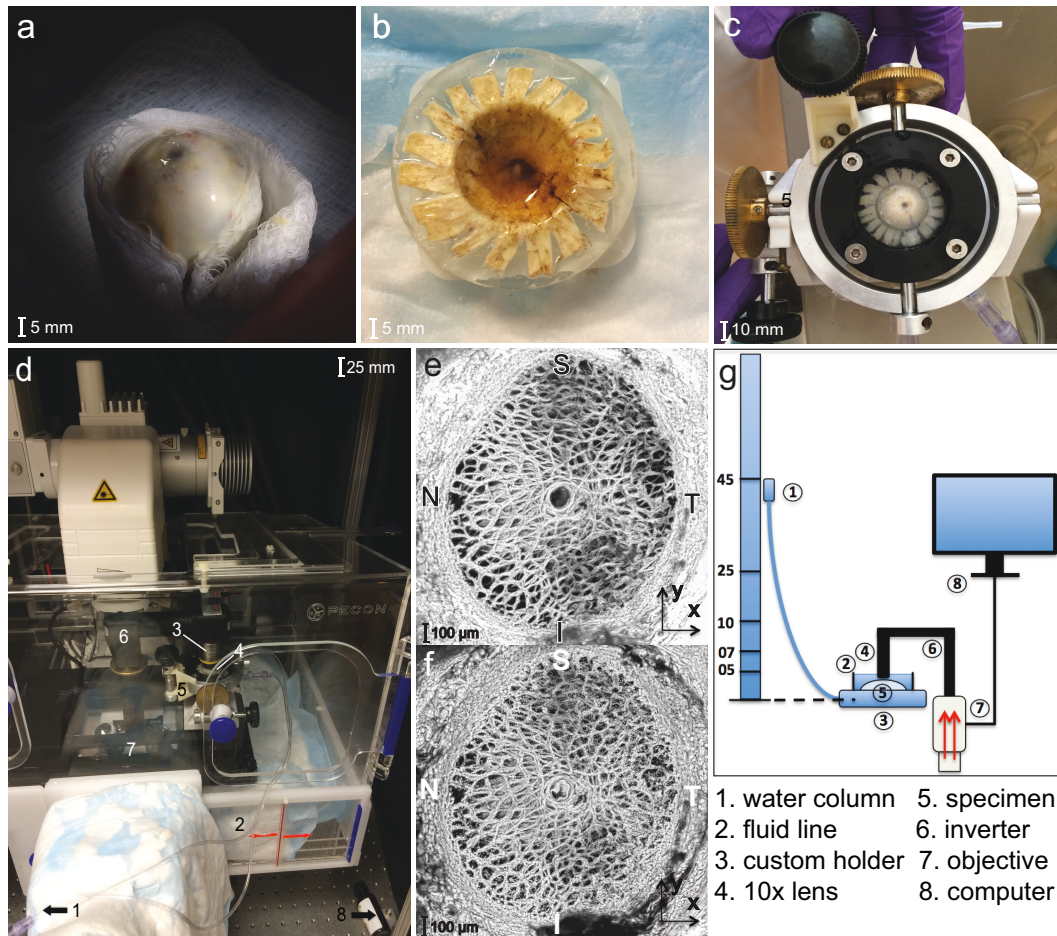 a
5 mm
b
5 mm
c
5
10 mm
d
25 mm
PECON
6
3
4
5
7
2
1
8
e
S
N
T
I
y
x
100 µm
f
S
N
T
I
y
x
100 µm
g
45
25
10
07
05
①
⑧
④
⑥
②
⑤
⑦
③
1. water column
2. fluid line
3. custom holder
4. 10x lens
5. specimen
6. inverter
7. objective
8. computer